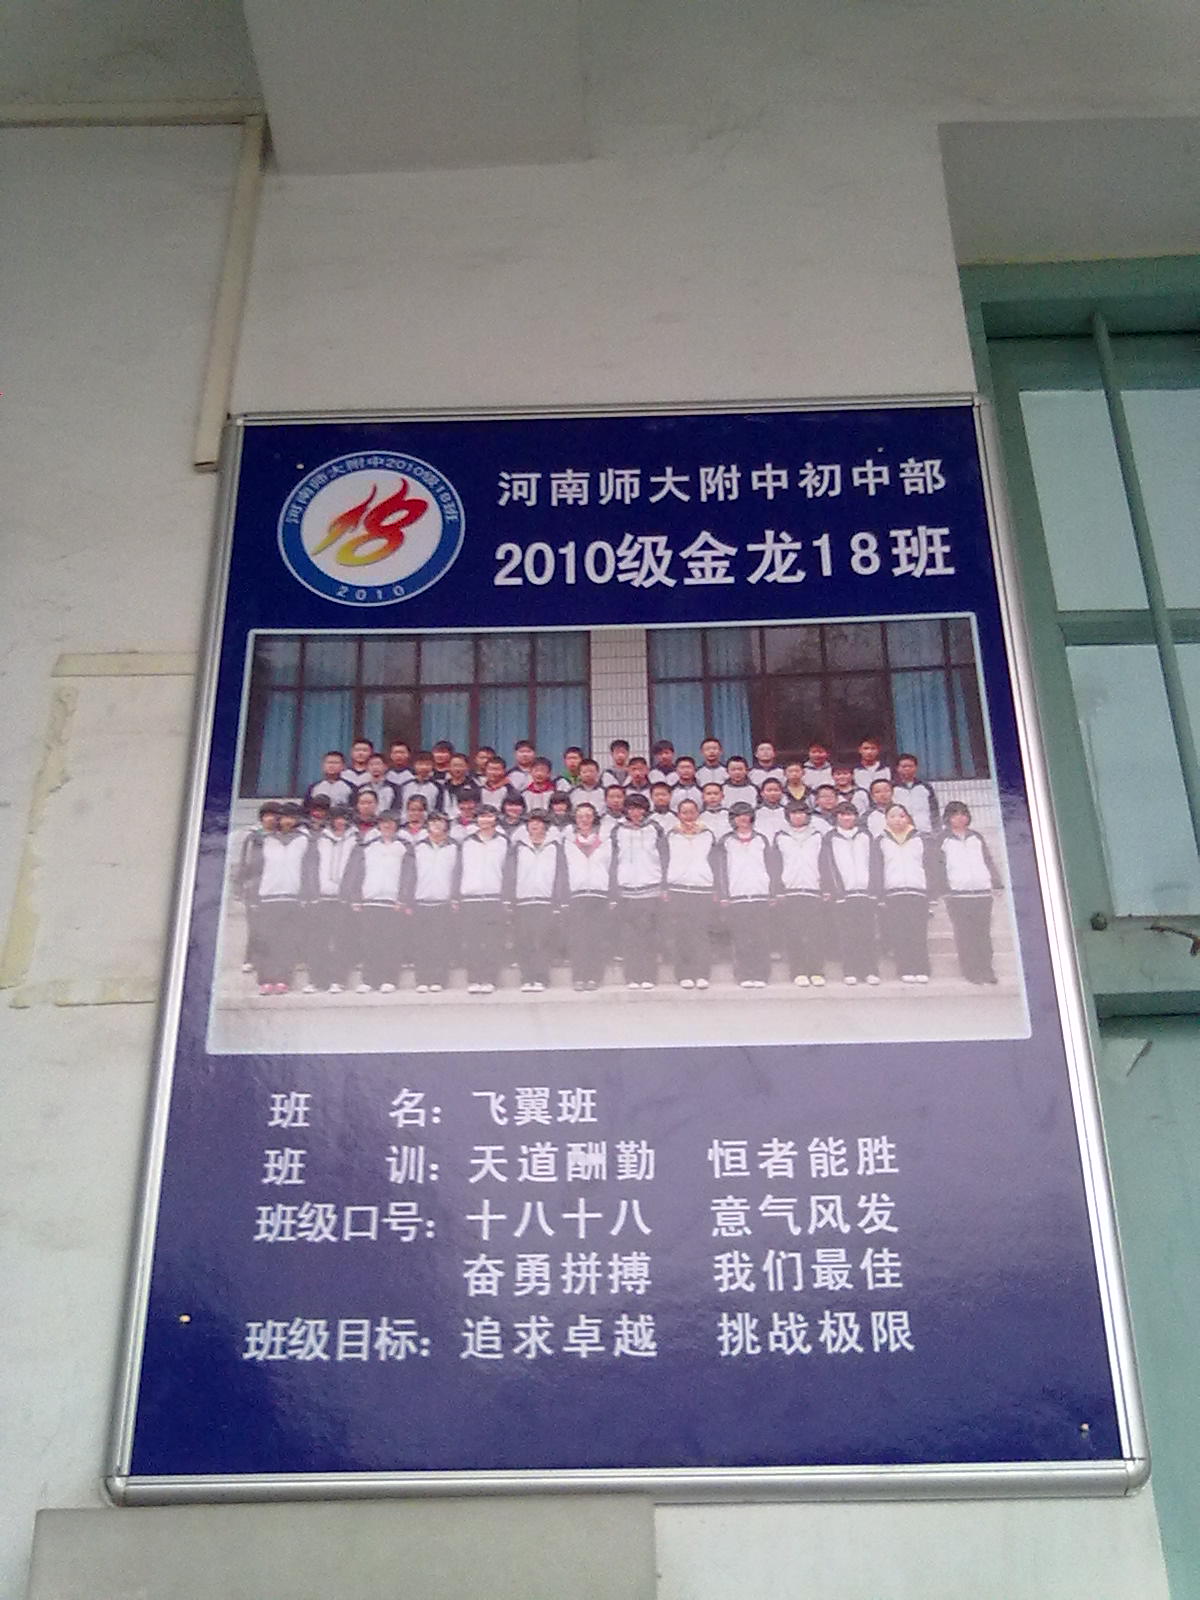 河南师大附中2010级18班
18
2010
河南师大附中初中部
2010级金龙18班
班 名：飞翼班
班 训：天道酬勤 恒者能胜
班级口号：十八十八 意气风发
奋勇拼搏 我们最佳
班级目标：追求卓越 挑战极限